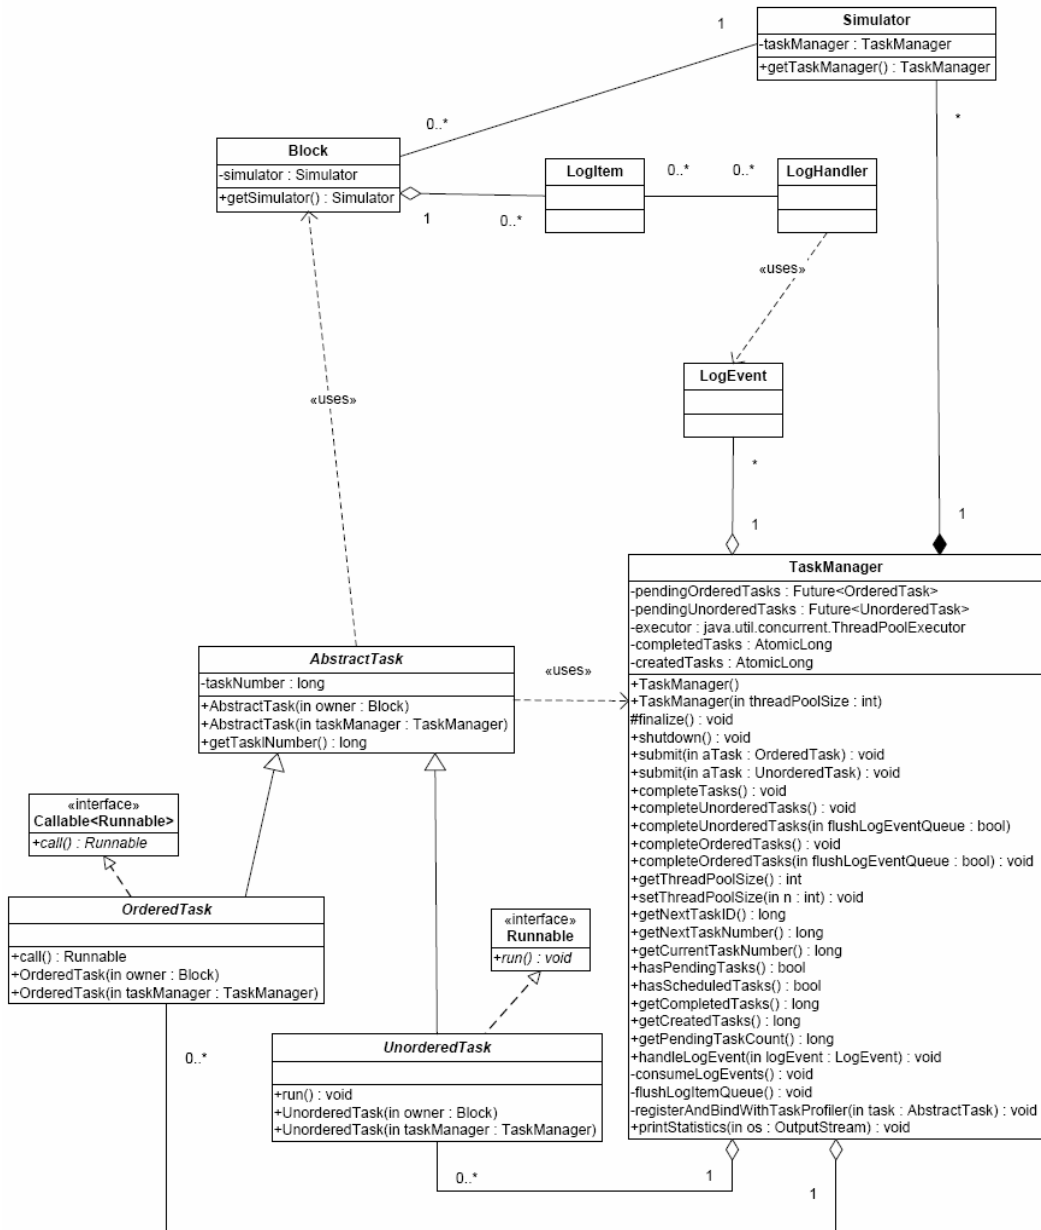 1
Simulator
-taskManager : TaskManager
+getTaskManager() : TaskManager
0..*
*
Block
-simulator : Simulator
+getSimulator() : Simulator
1
0..*
LogItem
0..*
0..*
LogHandler
«uses»
LogEvent
«uses»
*
1
1
TaskManager
-pendingOrderedTasks : Future<OrderedTask>
-pendingUnorderedTasks : Future<UnorderedTask>
-executor : java.util.concurrent.ThreadPoolExecutor
-completedTasks : AtomicLong
-createdTasks : AtomicLong
+TaskManager()
+TaskManager(in threadPoolSize : int)
#finalize() : void
+shutdown() : void
+submit(in aTask : OrderedTask) : void
+submit(in aTask : UnorderedTask) : void
+completeTasks() : void
+completeUnorderedTasks() : void
+completeUnorderedTasks(in flushLogEventQueue : bool)
+completeOrderedTasks() : void
+completeOrderedTasks(in flushLogEventQueue : bool) : void
+getThreadPoolSize() : int
+setThreadPoolSize(in n : int) : void
+getNextTaskID() : long
+getNextTaskNumber() : long
+getCurrentTaskNumber() : long
+hasPendingTasks() : bool
+hasScheduledTasks() : bool
+getCompletedTasks() : long
+getCreatedTasks() : long
+getPendingTaskCount() : long
+handleLogEvent(in logEvent : LogEvent) : void
-consumeLogEvents() : void
-flushLogItemQueue() : void
-registerAndBindWithTaskProfiler(in task : AbstractTask) : void
+printStatistics(in os : OutputStream) : void
AbstractTask
-taskNumber : long
+AbstractTask(in owner : Block)
+AbstractTask(in taskManager : TaskManager)
+getTasklNumber() : long
«uses»
«interface»
Callable<Runnable>
+call() : Runnable
OrderedTask
+call() : Runnable
+OrderedTask(in owner : Block)
+OrderedTask(in taskManager : TaskManager)
«interface»
Runnable
+run() : void
0..*
UnorderedTask
+run() : void
+UnorderedTask(in owner : Block)
+UnorderedTask(in taskManager : TaskManager)
0..*
1
1